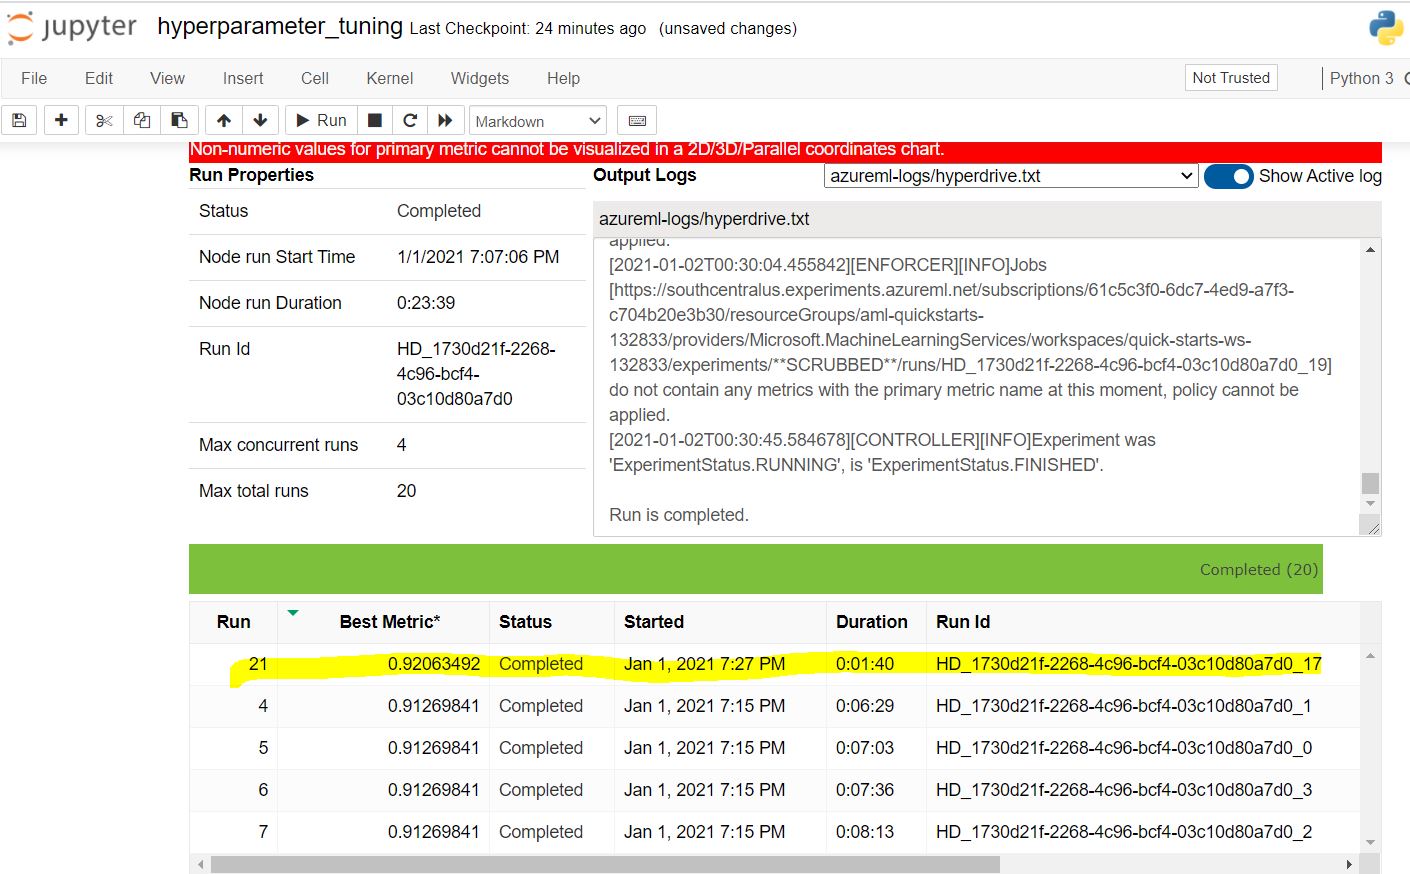 jupyter hyperparameter_tuning Last Checkpoint: 24 minutes ago (unsaved changes)
File Edit View Insert Cell Kernel Widgets Help Not Trusted Python 3
Run Markdown
Non-numeric values for primary metric cannot be visualized in a 2D/3D/Parallel coordinates chart.
Run Properties
Status Completed
Node run Start Time 1/1/2021 7:07:06 PM
Node run Duration 0:23:39
Run Id HD_1730d21f-2268-
4c96-bcf4-
03c10d80a7d0
Max concurrent runs 4
Max total runs 20
Output Logs azureml-logs/hyperdrive.txt Show Active log
azureml-logs/hyperdrive.txt
applied.
[2021-01-02T00:30:04.455842][ENFORCER][INFO]Jobs
[https://southcentralus.experiments.azureml.net/subscriptions/61c5c3f0-6dc7-4ed9-a7f3-
c704b20e3b30/resourceGroups/aml-quickstarts-
132833/providers/Microsoft.MachineLearningServices/workspaces/quick-starts-ws-
132833/experiments/**SCRUBBED**/runs/HD_1730d21f-2268-4c96-bcf4-03c10d80a7d0_19]
do not contain any metrics with the primary metric name at this moment, policy cannot be
applied.
[2021-01-02T00:30:45.584678][CONTROLLER][INFO]Experiment was
'ExperimentStatus.RUNNING', is 'ExperimentStatus.FINISHED'.
Run is completed.
Completed (20)
Run Best Metric* Status Started Duration Run Id
21 0.92063492 Completed Jan 1, 2021 7:27 PM 0:01:40 HD_1730d21f-2268-4c96-bcf4-03c10d80a7d0_17
4 0.91269841 Completed Jan 1, 2021 7:15 PM 0:06:29 HD_1730d21f-2268-4c96-bcf4-03c10d80a7d0_1
5 0.91269841 Completed Jan 1, 2021 7:15 PM 0:07:03 HD_1730d21f-2268-4c96-bcf4-03c10d80a7d0_0
6 0.91269841 Completed Jan 1, 2021 7:15 PM 0:07:36 HD_1730d21f-2268-4c96-bcf4-03c10d80a7d0_3
7 0.91269841 Completed Jan 1, 2021 7:15 PM 0:08:13 HD_1730d21f-2268-4c96-bcf4-03c10d80a7d0_2